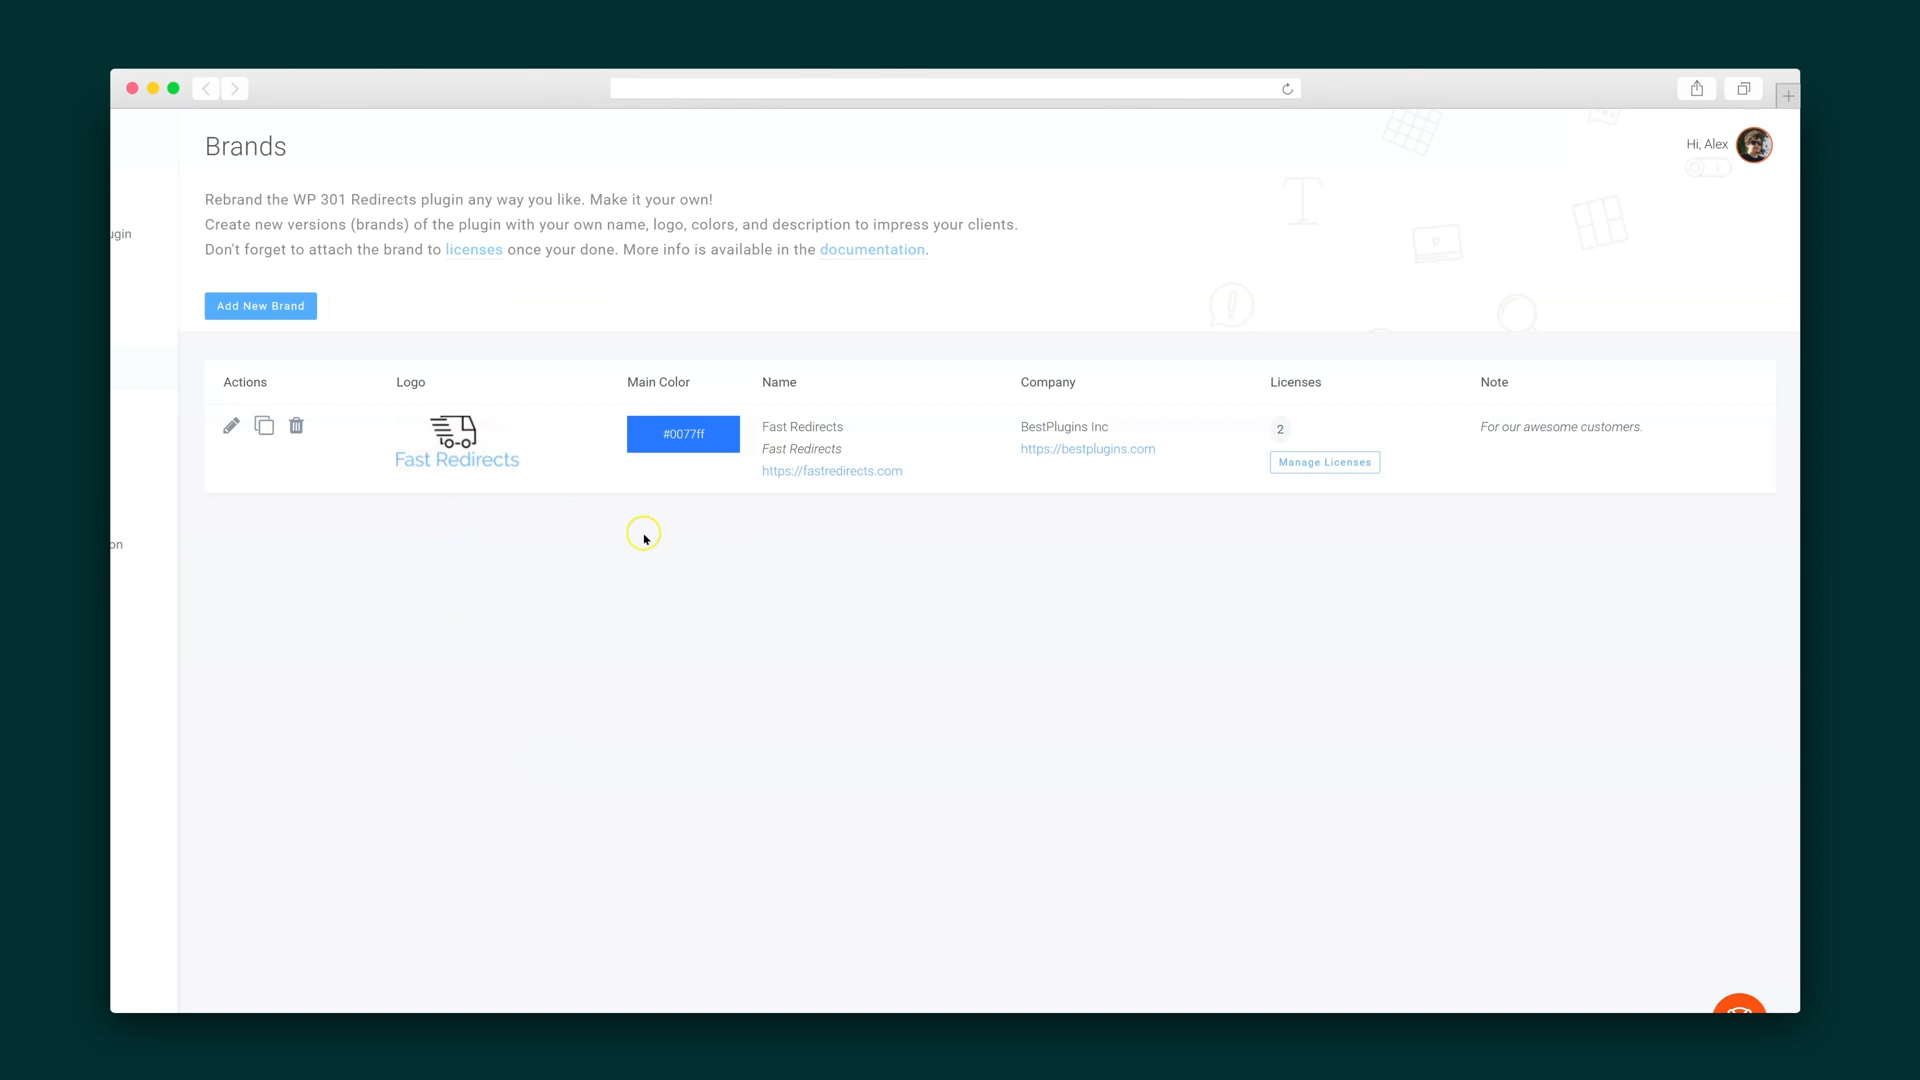 Brands
Hi, Alex
Rebrand the WP 301 Redirects plugin any way you like. Make it your own!
Create new versions (brands) of the plugin with your own name, logo, colors, and description to impress your clients.
Don't forget to attach the brand to licenses once your done. More info is available in the documentation.
ugin
Add New Brand
Actions Logo Main Color Name Company Licenses Note
#0077ff Fast Redirects BestPlugins Inc 2 For our awesome customers.
Fast Redirects https://bestplugins.com
Fast Redirects https://fastredirects.com Manage Licenses
on